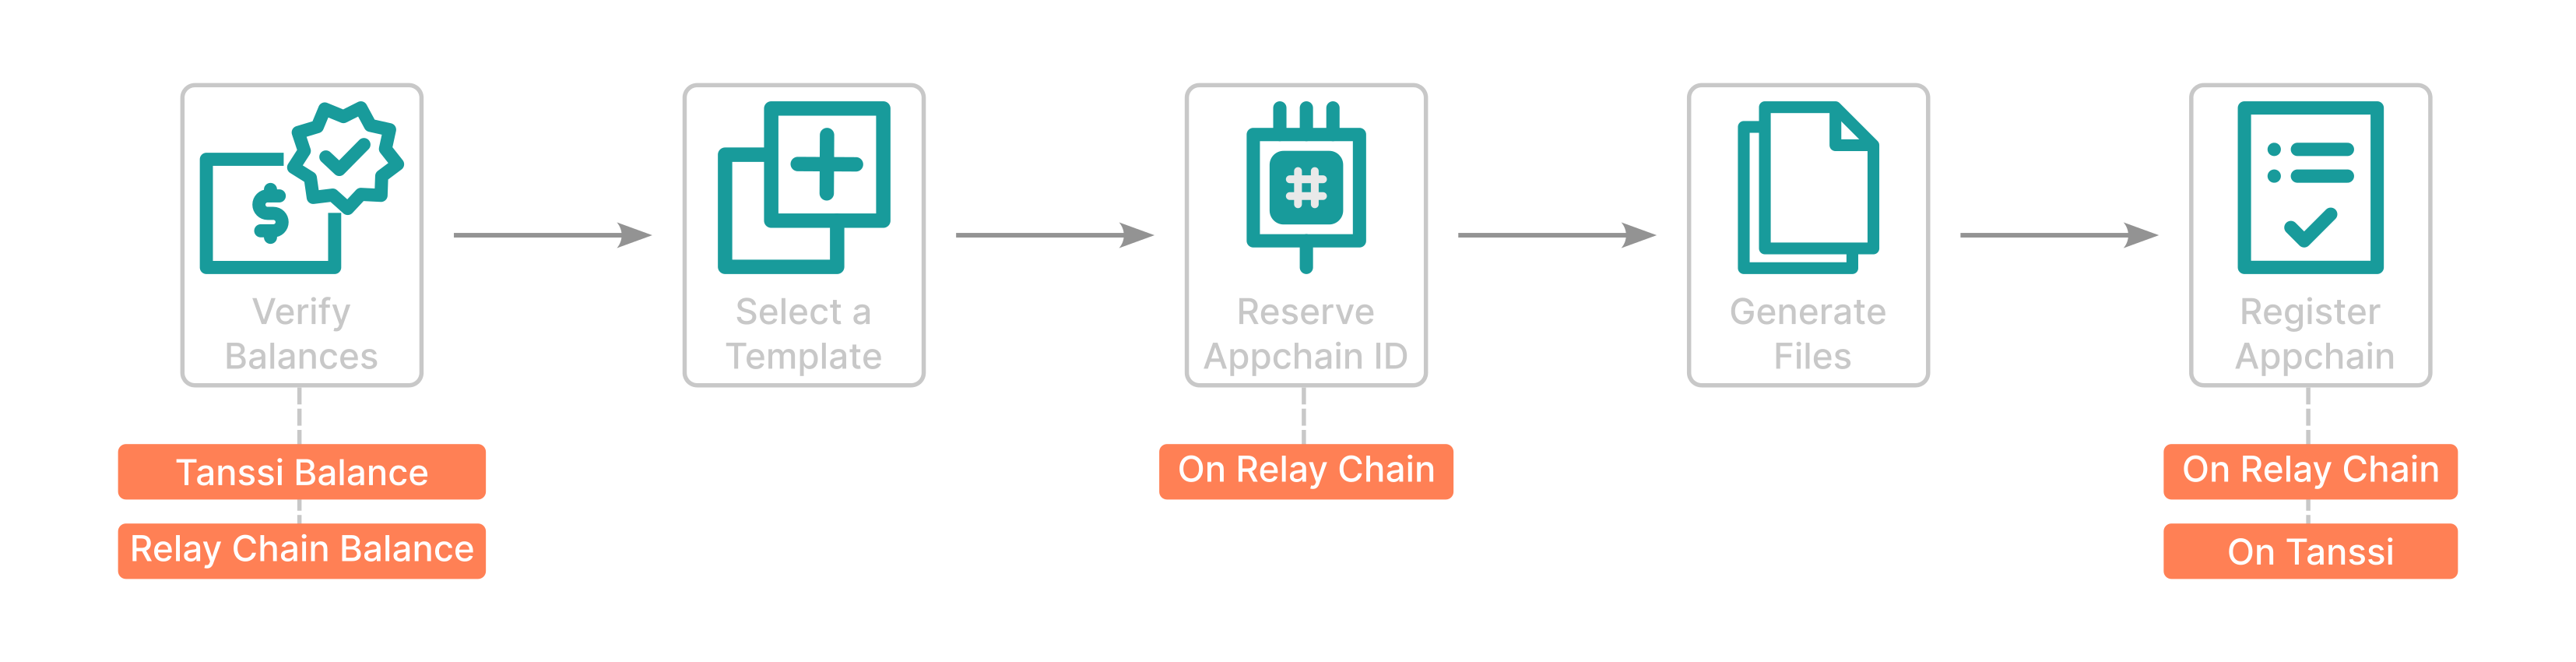 Verify
Balances
Select a
Template
Reserve
Appchain ID
Generate
Files
Register
Appchain
Tanssi Balance
Relay Chain Balance
On Relay Chain
On Relay Chain
On Tanssi